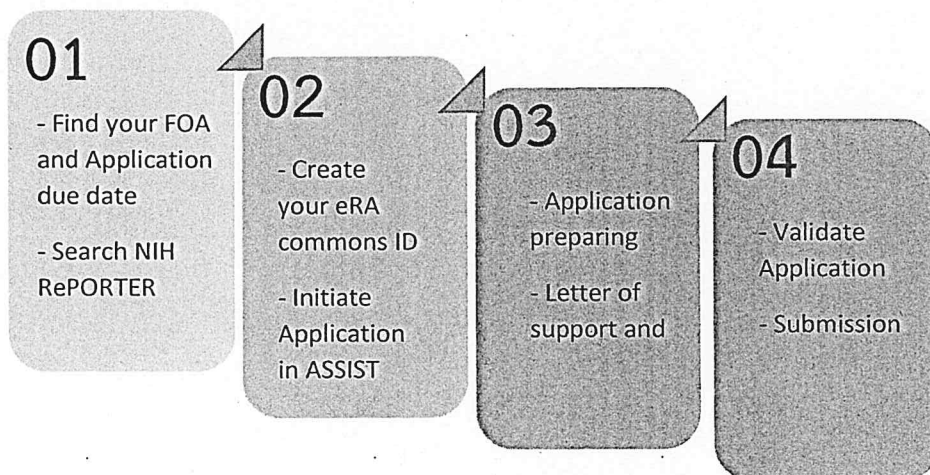 01
- Find your FOA
and Application
due date
- Search NIH
RePORTER
02
- Create
your eRA
commons ID
- Initiate
Application
in ASSIST
03
- Application
preparing
- Letter of
support and
04
- Validate
Application
- Submission